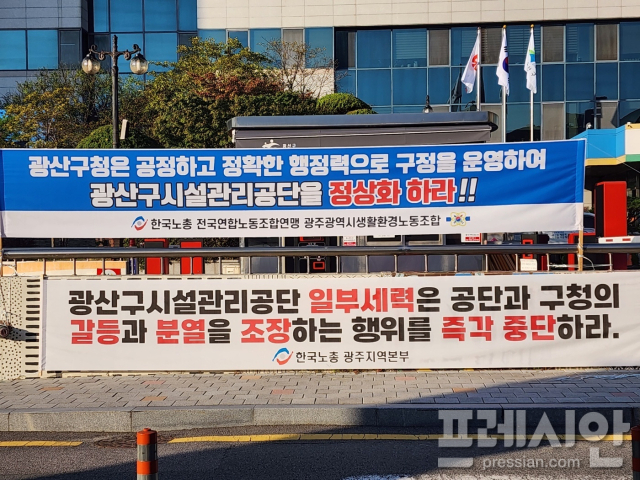 광산구청은 공정하고 정확한 행정력으로 구정을 운영하여
광산구시설관리공단을 정상화 하라!!
한국노총 전국연합노동조합연맹 광주광역시생활환경노동조합
광산구시설관리공단 일부세력은 공단과 구청의
갈등과 분열을 조장하는 행위를 즉각 중단하라.
한국노총 광주지역본부
프레시안
pressian.com